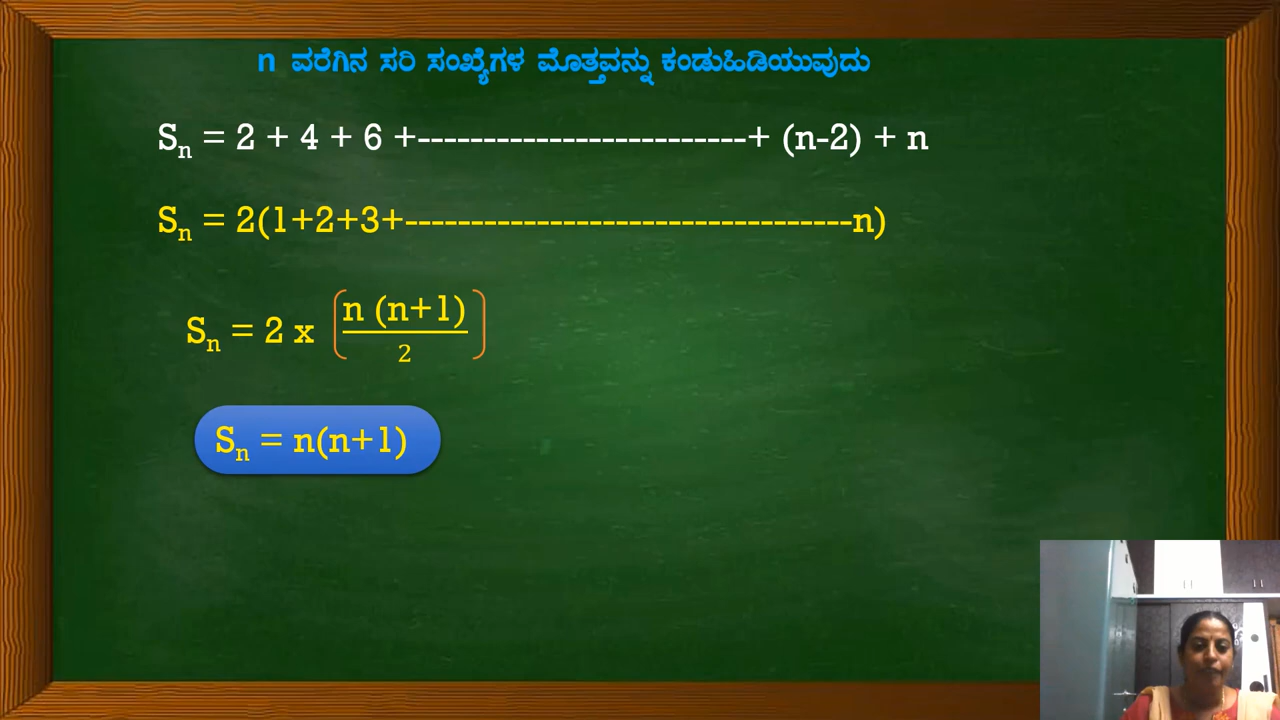 n ವರೆಗಿನ ಸರಿ ಸಂಖ್ಯೆಗಳ ಮೊತ್ತವನ್ನು ಕಂಡುಹಿಡಿಯುವುದು
Sn = 2 + 4 + 6 +-------------------------+ (n-2) + n
Sn = 2(1+2+3+----------------------------------n)
Sn = 2 x (n (n+1)/2)
Sn = n(n+1)